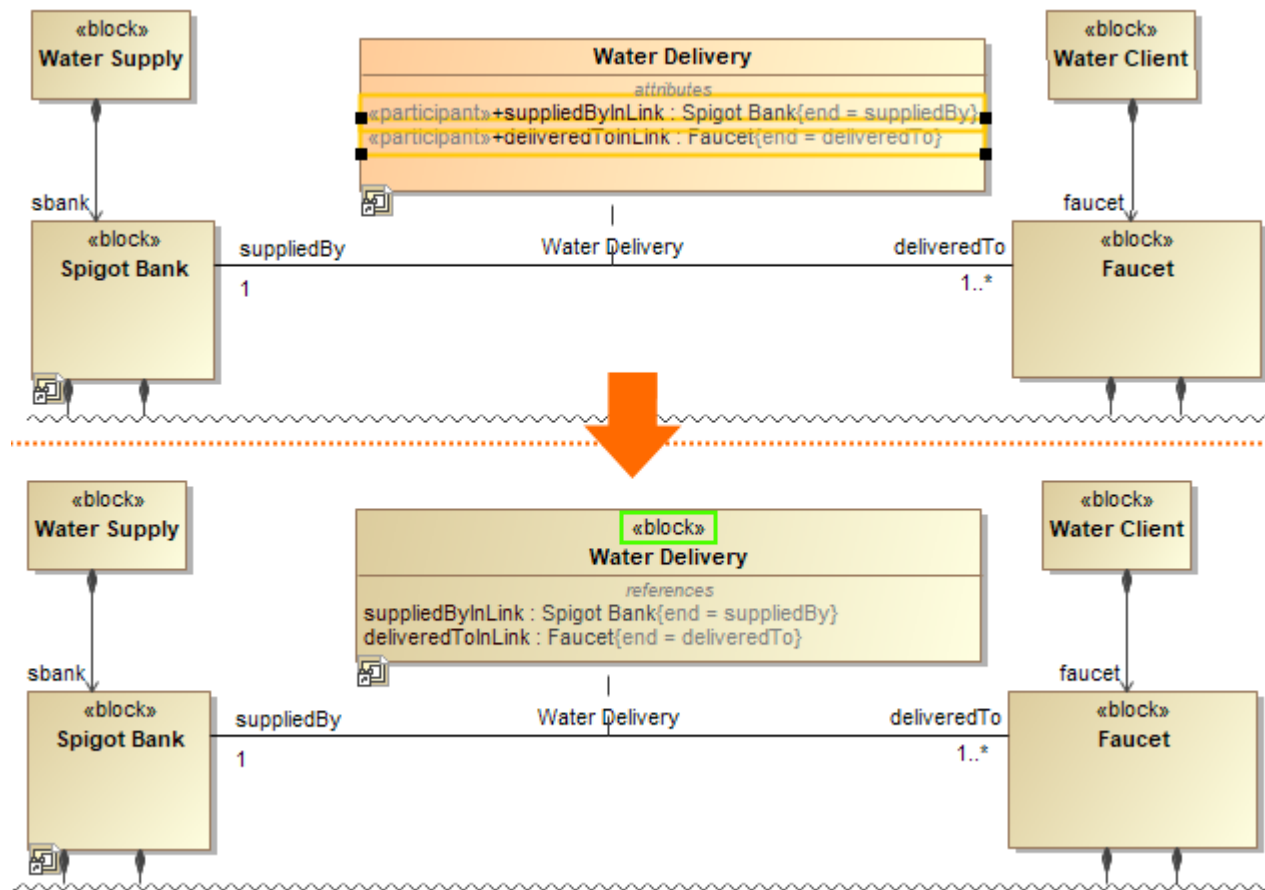 «block»
Water Supply
«block»
Water Client
Water Delivery
attributes
«participant»+suppliedByInLink : Spigot Bank{end = suppliedBy}
«participant»+deliveredToInLink : Faucet{end = deliveredTo}
sbank
faucet
«block»
Spigot Bank
suppliedBy
1
Water Delivery
deliveredTo
1..*
«block»
Faucet
«block»
Water Supply
«block»
Water Delivery
references
suppliedByInLink : Spigot Bank{end = suppliedBy}
deliveredToInLink : Faucet{end = deliveredTo}
«block»
Water Client
sbank
faucet
«block»
Spigot Bank
suppliedBy
1
Water Delivery
deliveredTo
1..*
«block»
Faucet